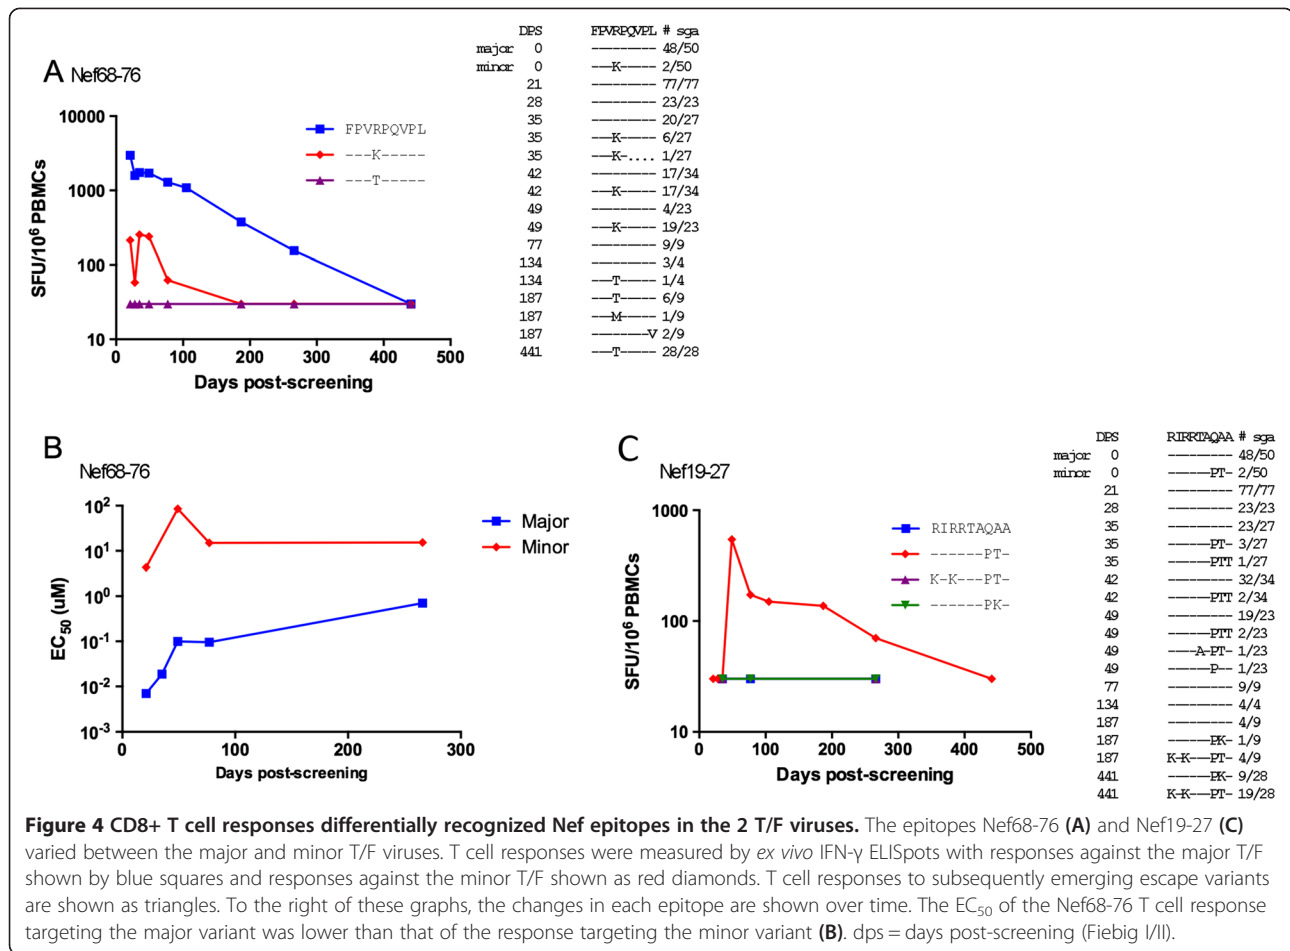 A Nef68-76
10000
1000
100
10
SFU/10⁶ PBMCs
0 100 200 300 400 500
Days post-screening
FPVRPQVPL
---K-----
---T-----
DPS FPVRPQVPL # sga
major 0 --------- 48/50
minor 0 ---K----- 2/50
21 --------- 77/77
28 --------- 23/23
35 --------- 20/27
35 ---K----- 6/27
35 ---K-.... 1/27
42 --------- 17/34
42 ---K----- 17/34
49 --------- 4/23
49 ---K----- 19/23
77 --------- 9/9
134 --------- 3/4
134 ---T----- 1/4
187 ---T----- 6/9
187 ---M----- 1/9
187 --------V 2/9
441 ---T----- 28/28
B Nef68-76
10²
10¹
10⁰
10⁻¹
10⁻²
10⁻³
EC₅₀ (uM)
0 100 200 300
Days post-screening
Major
Minor
C Nef19-27
1000
100
10
SFU/10⁶ PBMCs
0 100 200 300 400 500
Days post-screening
RIRRTAQAA
------PT-
K-K---PT-
------PK-
DPS RIRRTAQAA # sga
major 0 --------- 48/50
minor 0 ------PT- 2/50
21 --------- 77/77
28 --------- 23/23
35 --------- 23/27
35 ------PT- 3/27
35 ------PTT 1/27
42 --------- 32/34
42 ------PTT 2/34
49 --------- 19/23
49 ------PTT 2/23
49 ----A-PT- 1/23
49 ------P-- 1/23
77 --------- 9/9
134 --------- 4/4
187 --------- 4/9
187 ------PK- 1/9
187 K-K---PT- 4/9
441 ------PK- 9/28
441 K-K---PT- 19/28
Figure 4 CD8+ T cell responses differentially recognized Nef epitopes in the 2 T/F viruses. The epitopes Nef68-76 (A) and Nef19-27 (C)
varied between the major and minor T/F viruses. T cell responses were measured by ex vivo IFN-γ ELISpots with responses against the major T/F
shown by blue squares and responses against the minor T/F shown as red diamonds. T cell responses to subsequently emerging escape variants
are shown as triangles. To the right of these graphs, the changes in each epitope are shown over time. The EC₅₀ of the Nef68-76 T cell response
targeting the major variant was lower than that of the response targeting the minor variant (B). dps = days post-screening (Fiebig I/II).